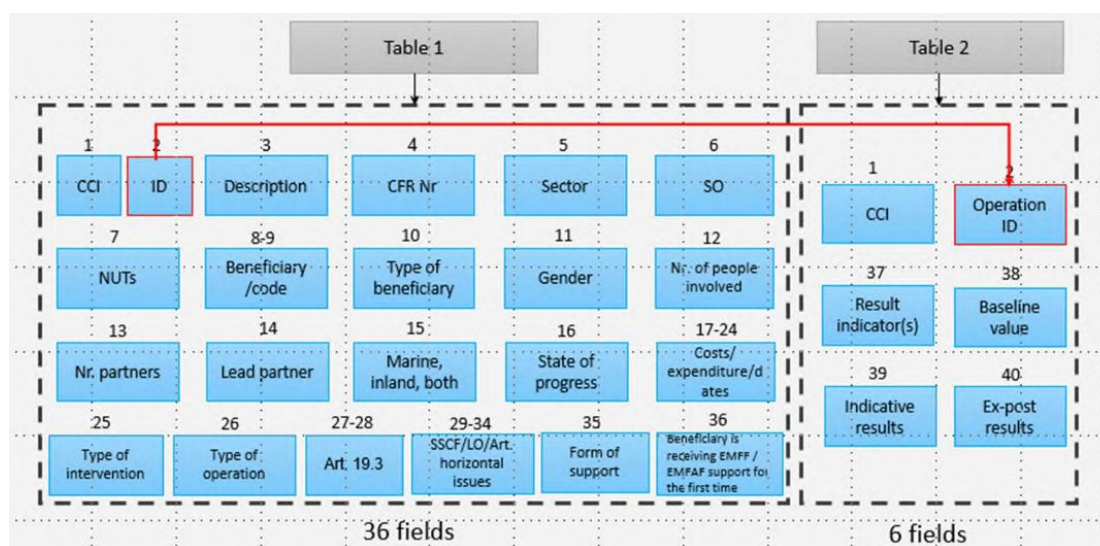 Table 1
Table 2
1
2
3
4
5
6
CCI
ID
Description
CFR Nr
Sector
SO
7
8-9
10
11
12
NUTs
Beneficiary
/code
Type of
beneficiary
Gender
Nr. of people
involved
13
14
15
16
17-24
Nr. partners
Lead partner
Marine,
inland, both
State of
progress
Costs/
expenditure/d
ates
25
26
27-28
29-34
35
36
Type of
intervention
Type of
operation
Art. 19.3
SSCF/LO/Art.
horizontal
issues
Form of
support
Beneficiary is
receiving EMFF /
EMFAF support for
the first time
36 fields
1
2
CCI
Operation
ID
37
38
Result
indicator(s)
Baseline
value
39
40
Indicative
results
Ex-post
results
6 fields